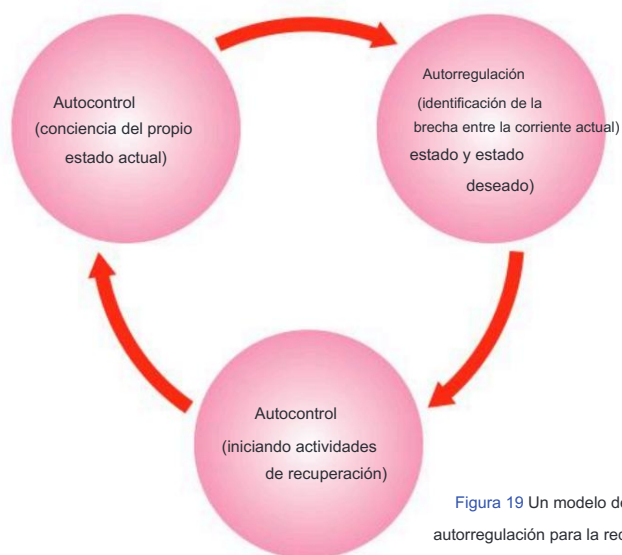 Autocontrol
(conciencia del propio
estado actual)
Autorregulación
(identificación de la
brecha entre la corriente actual)
estado y estado
deseado)
Autocontrol
(iniciando actividades
de recuperación)
Figura 19 Un modelo de
autorregulación para la